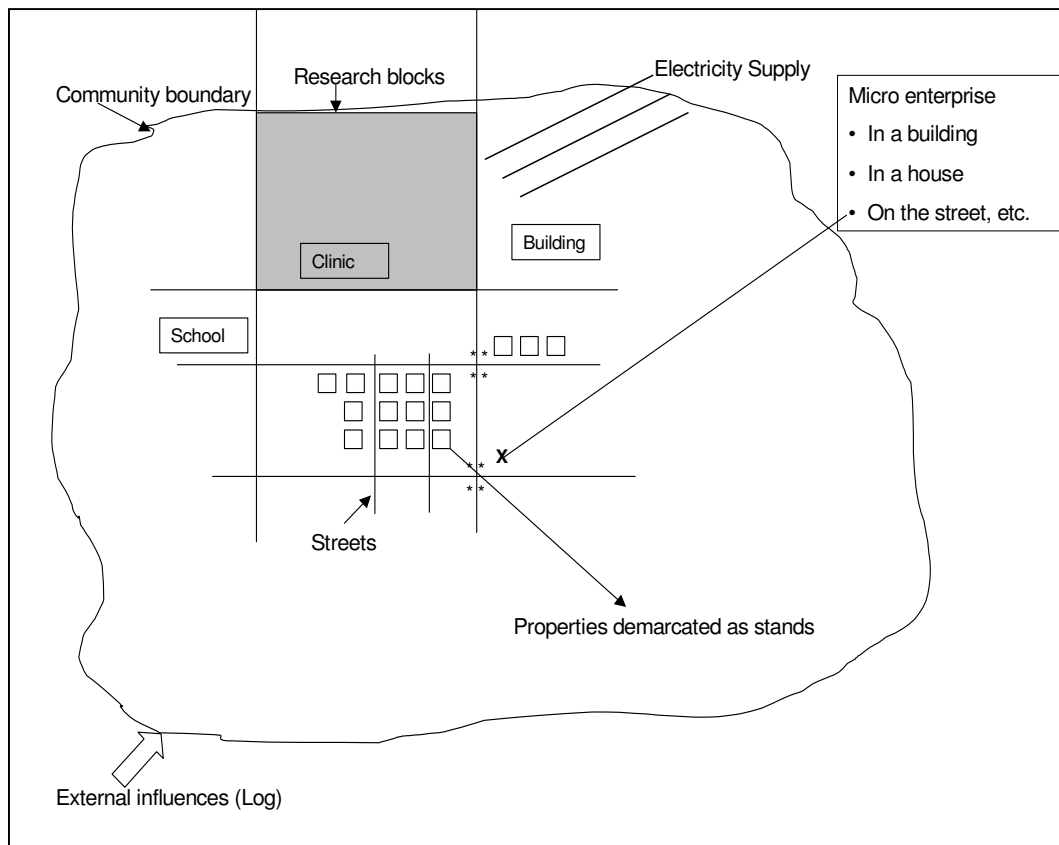 Electricity Supply
Research blocks
Community boundary
Micro enterprise
• In a building
• In a house
• On the street, etc.
Building
Clinic
School
* *
* *
X
* *
* *
Streets
Properties demarcated as stands
External influences (Log)